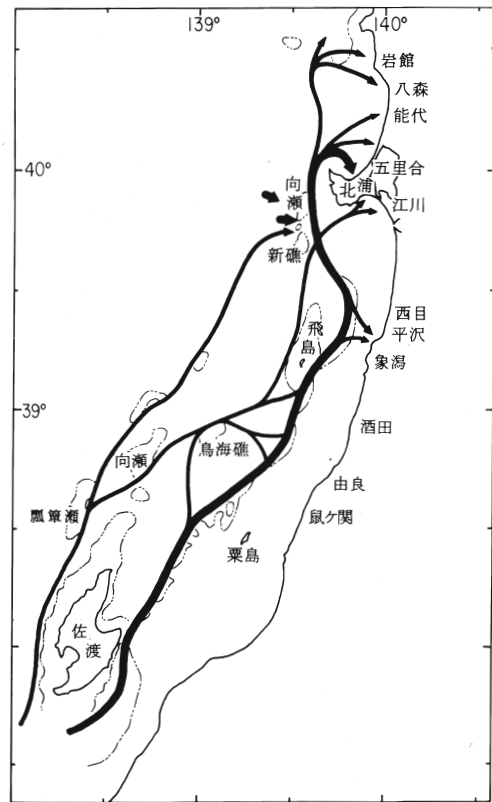 139° 140°
岩館
八森
能代
40°
五里合
北浦
向瀬
江川
新礁
西目
飛島
平沢
象潟
39°
酒田
向瀬
鳥海礁
由良
瓢簞瀬
鼠ケ関
粟島
佐渡